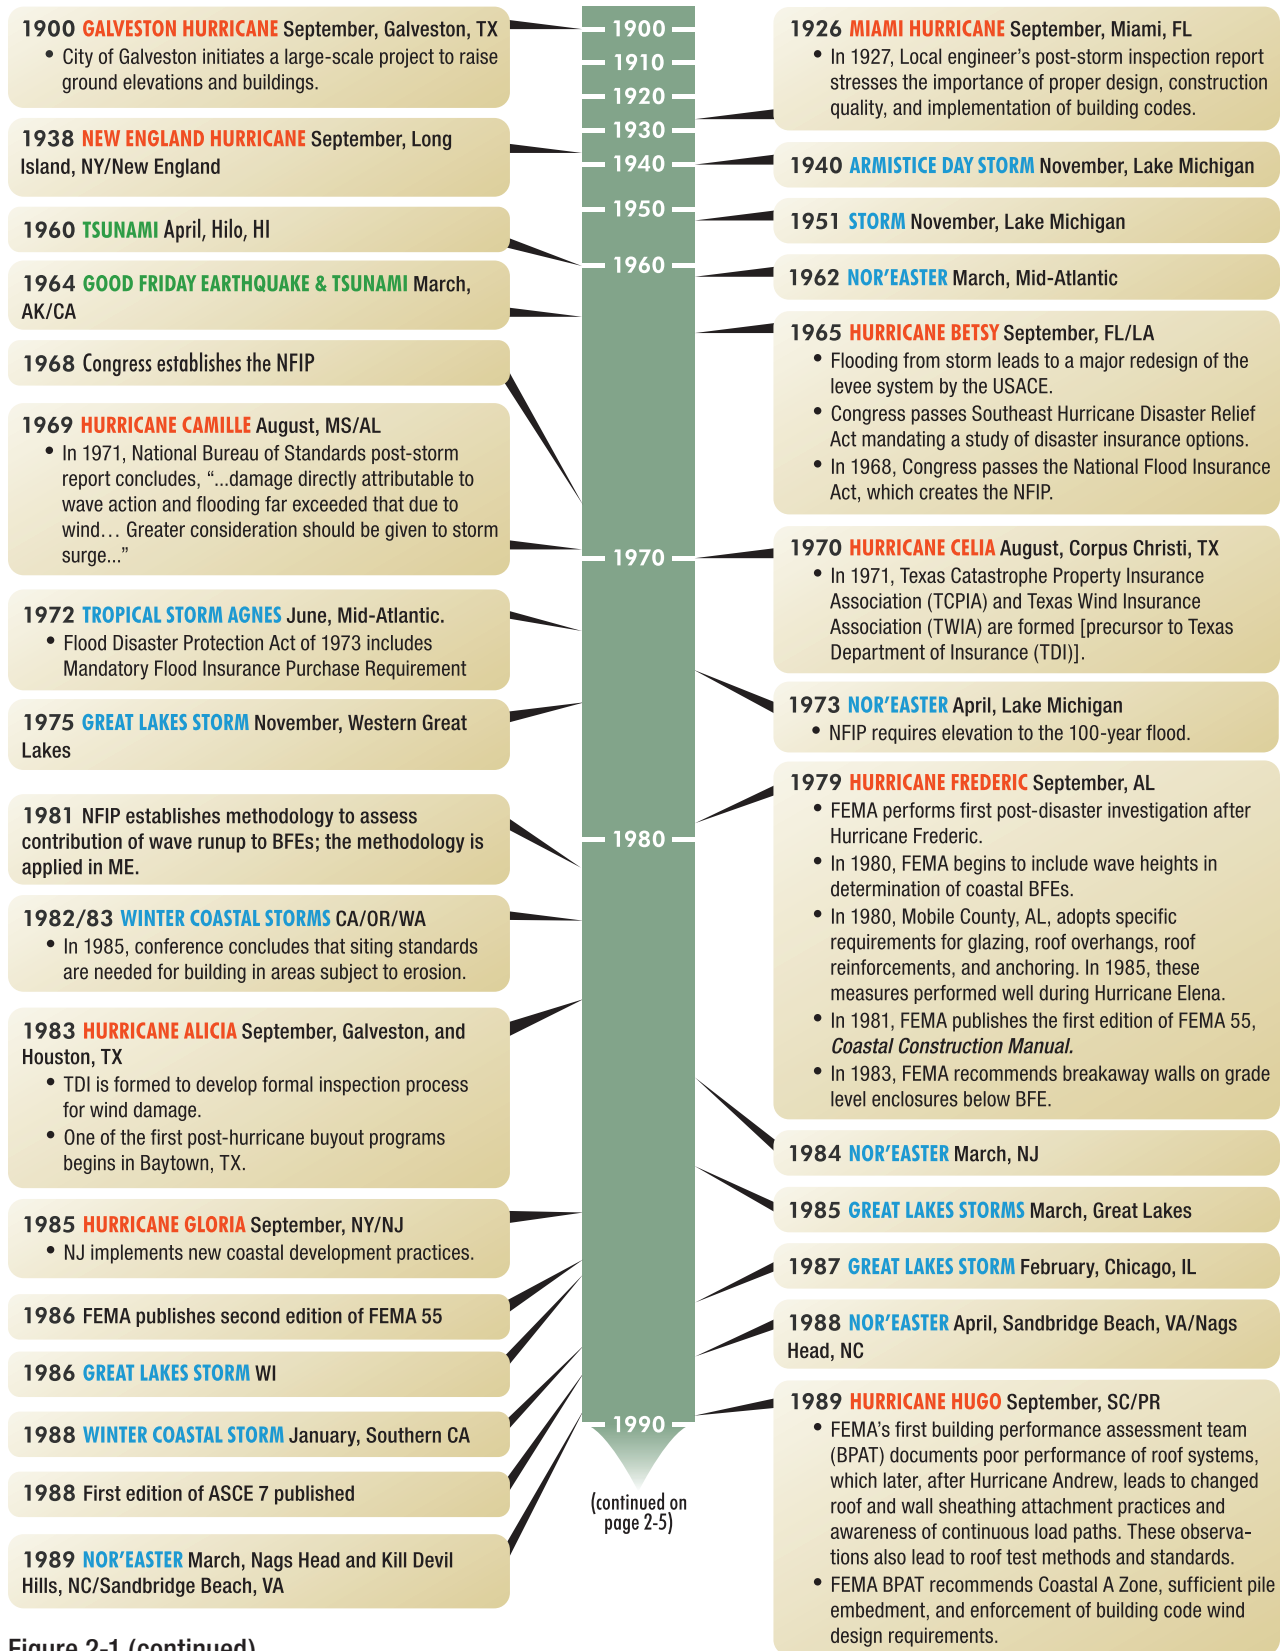 1900 GALVESTON HURRICANE September, Galveston, TX
• City of Galveston initiates a large-scale project to raise
ground elevations and buildings.
1938 NEW ENGLAND HURRICANE September, Long
Island, NY/New England
1960 TSUNAMI April, Hilo, HI
1964 GOOD FRIDAY EARTHQUAKE & TSUNAMI March,
AK/CA
1968 Congress establishes the NFIP
1969 HURRICANE CAMILLE August, MS/AL
• In 1971, National Bureau of Standards post-storm
report concludes, “...damage directly attributable to
wave action and flooding far exceeded that due to
wind… Greater consideration should be given to storm
surge...”
1972 TROPICAL STORM AGNES June, Mid-Atlantic.
• Flood Disaster Protection Act of 1973 includes
Mandatory Flood Insurance Purchase Requirement
1975 GREAT LAKES STORM November, Western Great
Lakes
1981 NFIP establishes methodology to assess
contribution of wave runup to BFEs; the methodology is
applied in ME.
1982/83 WINTER COASTAL STORMS CA/OR/WA
• In 1985, conference concludes that siting standards
are needed for building in areas subject to erosion.
1983 HURRICANE ALICIA September, Galveston, and
Houston, TX
• TDI is formed to develop formal inspection process
for wind damage.
• One of the first post-hurricane buyout programs
begins in Baytown, TX.
1985 HURRICANE GLORIA September, NY/NJ
• NJ implements new coastal development practices.
1986 FEMA publishes second edition of FEMA 55
1986 GREAT LAKES STORM WI
1988 WINTER COASTAL STORM January, Southern CA
1988 First edition of ASCE 7 published
1989 NOR’EASTER March, Nags Head and Kill Devil
Hills, NC/Sandbridge Beach, VA
1900
1910
1920
1930
1940
1950
1960
1970
1980
1990
(continued on
page 2-5)
1926 MIAMI HURRICANE September, Miami, FL
• In 1927, Local engineer’s post-storm inspection report
stresses the importance of proper design, construction
quality, and implementation of building codes.
1940 ARMISTICE DAY STORM November, Lake Michigan
1951 STORM November, Lake Michigan
1962 NOR’EASTER March, Mid-Atlantic
1965 HURRICANE BETSY September, FL/LA
• Flooding from storm leads to a major redesign of the
levee system by the USACE.
• Congress passes Southeast Hurricane Disaster Relief
Act mandating a study of disaster insurance options.
• In 1968, Congress passes the National Flood Insurance
Act, which creates the NFIP.
1970 HURRICANE CELIA August, Corpus Christi, TX
• In 1971, Texas Catastrophe Property Insurance
Association (TCPIA) and Texas Wind Insurance
Association (TWIA) are formed [precursor to Texas
Department of Insurance (TDI)].
1973 NOR’EASTER April, Lake Michigan
• NFIP requires elevation to the 100-year flood.
1979 HURRICANE FREDERIC September, AL
• FEMA performs first post-disaster investigation after
Hurricane Frederic.
• In 1980, FEMA begins to include wave heights in
determination of coastal BFEs.
• In 1980, Mobile County, AL, adopts specific
requirements for glazing, roof overhangs, roof
reinforcements, and anchoring. In 1985, these
measures performed well during Hurricane Elena.
• In 1981, FEMA publishes the first edition of FEMA 55,
Coastal Construction Manual.
• In 1983, FEMA recommends breakaway walls on grade
level enclosures below BFE.
1984 NOR’EASTER March, NJ
1985 GREAT LAKES STORMS March, Great Lakes
1987 GREAT LAKES STORM February, Chicago, IL
1988 NOR’EASTER April, Sandbridge Beach, VA/Nags
Head, NC
1989 HURRICANE HUGO September, SC/PR
• FEMA’s first building performance assessment team
(BPAT) documents poor performance of roof systems,
which later, after Hurricane Andrew, leads to changed
roof and wall sheathing attachment practices and
awareness of continuous load paths. These observa-
tions also lead to roof test methods and standards.
• FEMA BPAT recommends Coastal A Zone, sufficient pile
embedment, and enforcement of building code wind
design requirements.
Figure 2-1 (continued)